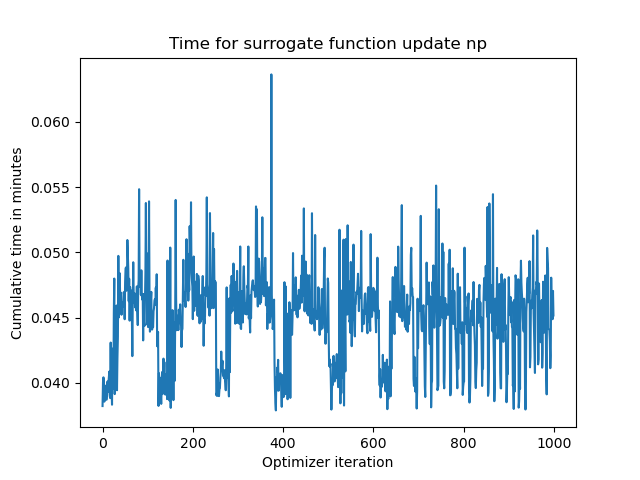 Time for surrogate function update np
Cumulative time in minutes
0.060
0.055
0.050
0.045
0.040
0 200 400 600 800 1000
Optimizer iteration